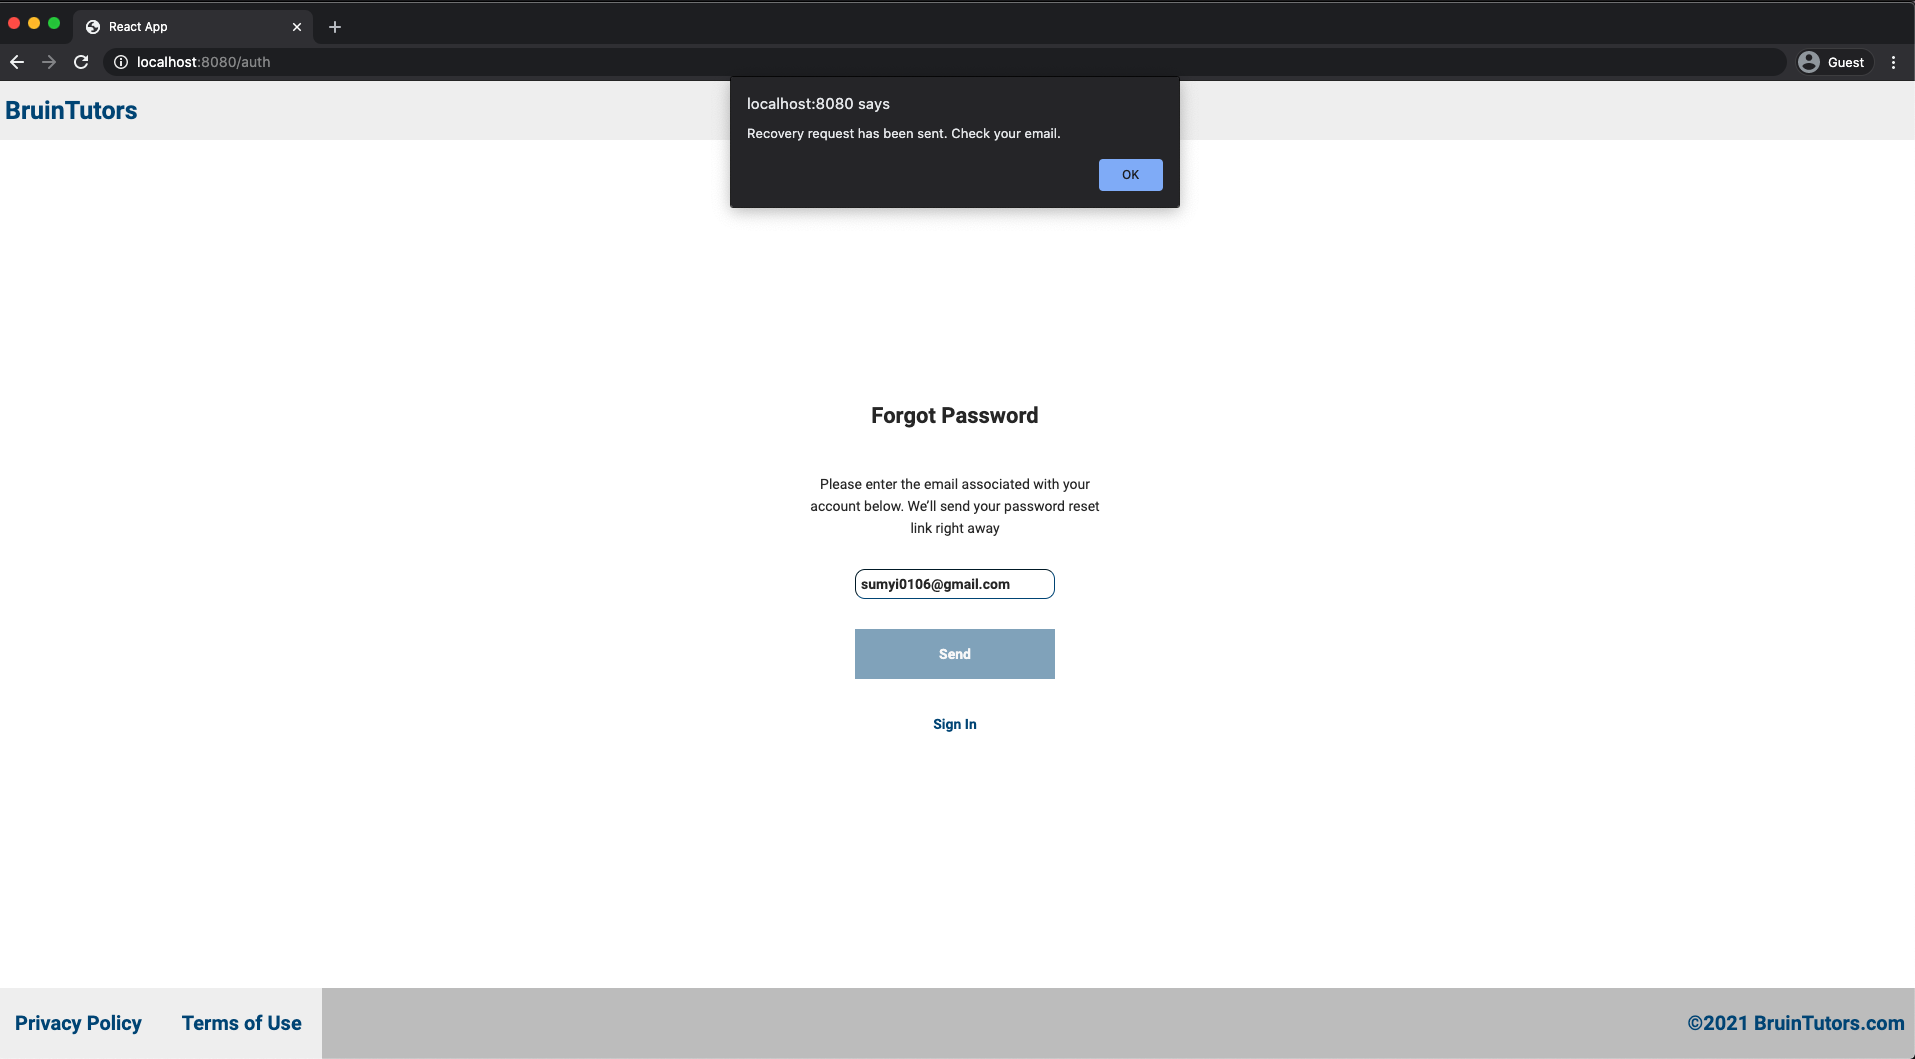 React App
localhost:8080/auth
Guest
BruinTutors
localhost:8080 says
Recovery request has been sent. Check your email.
OK
Forgot Password
Please enter the email associated with your
account below. We’ll send your password reset
link right away
sumyi0106@gmail.com
Send
Sign In
Privacy Policy
Terms of Use
©2021 BruinTutors.com